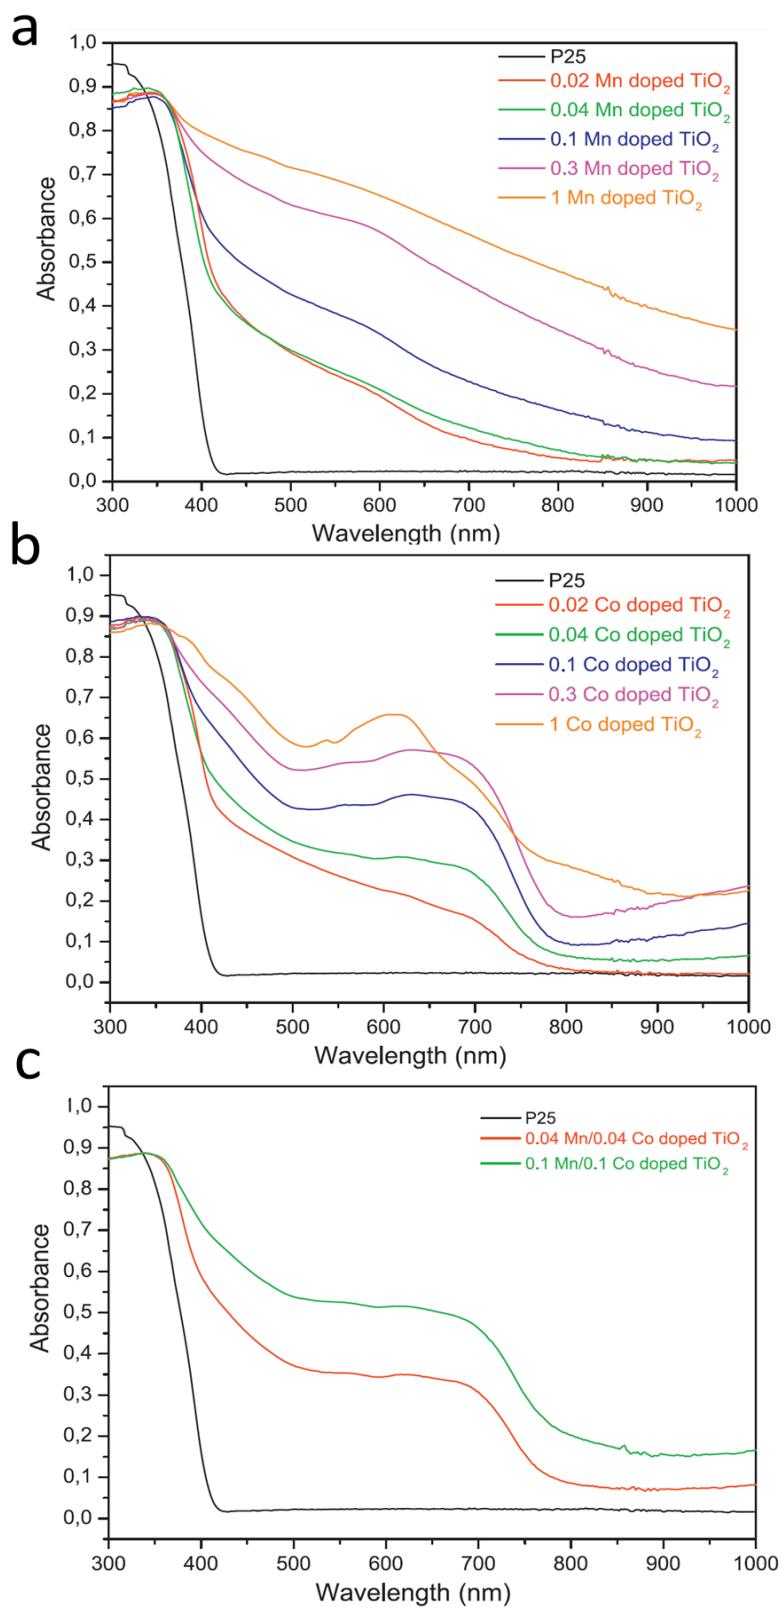 a
1,0
0,9
0,8
0,7
0,6
0,5
0,4
0,3
0,2
0,1
0,0
Absorbance
P25
0.02 Mn doped TiO₂
0.04 Mn doped TiO₂
0.1 Mn doped TiO₂
0.3 Mn doped TiO₂
1 Mn doped TiO₂
300 400 500 600 700 800 900 1000
Wavelength (nm)
b
1,0
0,9
0,8
0,7
0,6
0,5
0,4
0,3
0,2
0,1
0,0
Absorbance
P25
0.02 Co doped TiO₂
0.04 Co doped TiO₂
0.1 Co doped TiO₂
0.3 Co doped TiO₂
1 Co doped TiO₂
300 400 500 600 700 800 900 1000
Wavelength (nm)
c
1,0
0,9
0,8
0,7
0,6
0,5
0,4
0,3
0,2
0,1
0,0
Absorbance
P25
0.04 Mn/0.04 Co doped TiO₂
0.1 Mn/0.1 Co doped TiO₂
300 400 500 600 700 800 900 1000
Wavelength (nm)